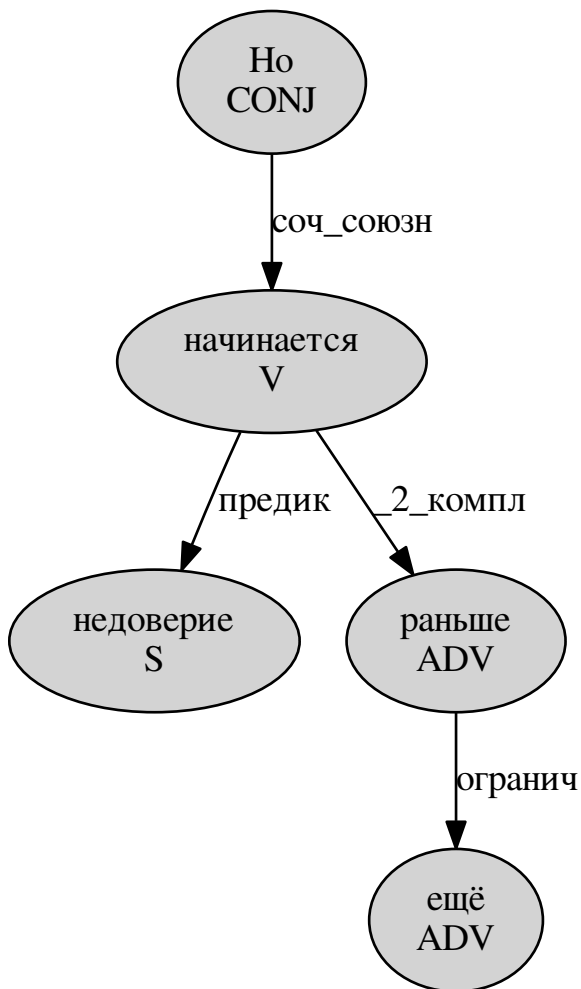 Но
CONJ
соч_союзн
начинается
V
предик
_2_компл
недоверие
S
раньше
ADV
огранич
ещё
ADV